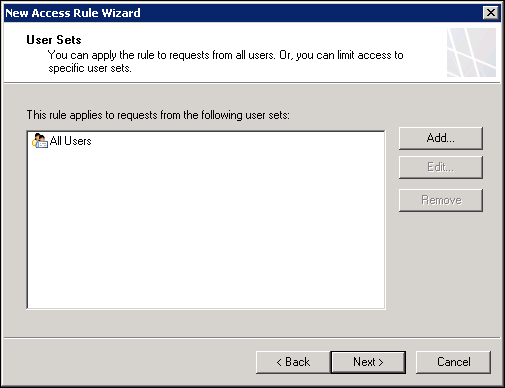 New Access Rule Wizard
User Sets
You can apply the rule to requests from all users. Or, you can limit access to
specific user sets.
This rule applies to requests from the following user sets:
All Users
Add...
Edit...
Remove
< Back
Next >
Cancel